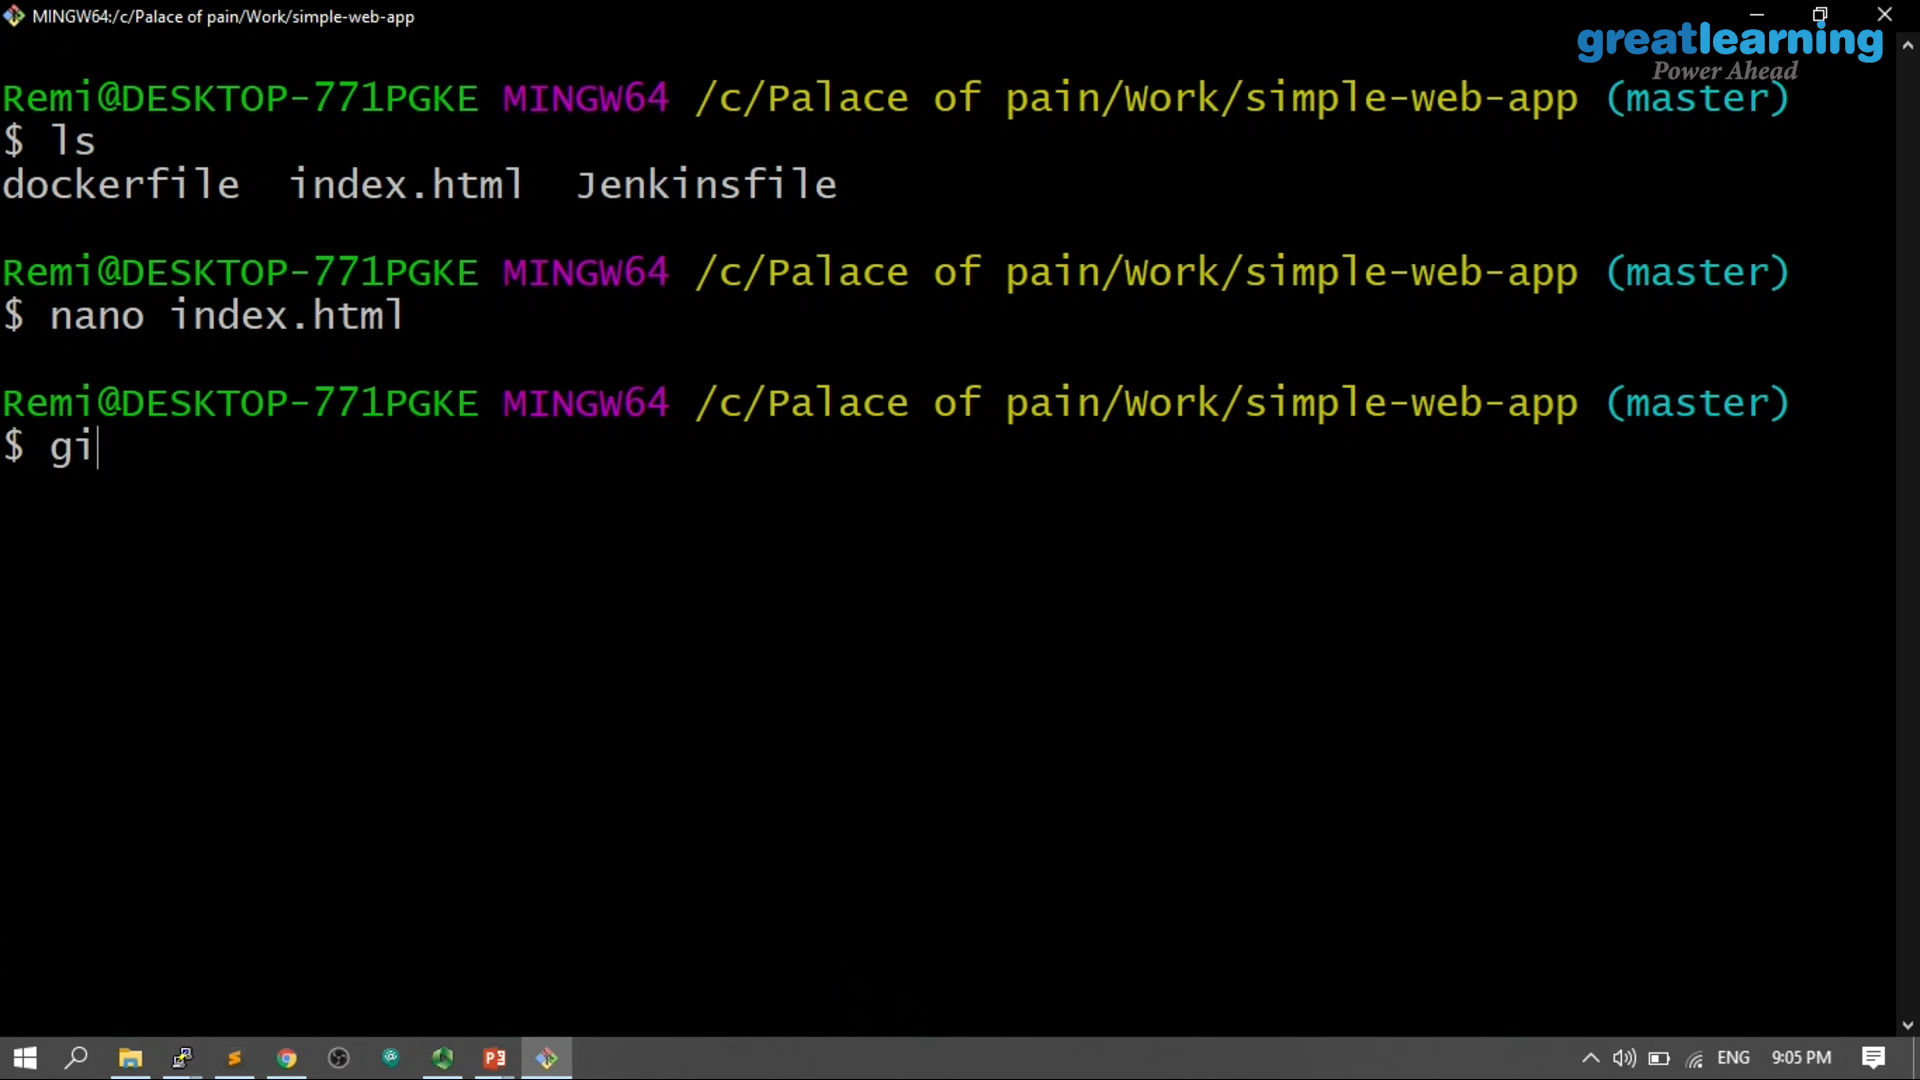 MINGW64:/c/Palace of pain/Work/simple-web-app
greatlearning
Power Ahead
Remi@DESKTOP-771PGKE MINGW64 /c/Palace of pain/Work/simple-web-app (master)
$ ls
dockerfile  index.html  Jenkinsfile
Remi@DESKTOP-771PGKE MINGW64 /c/Palace of pain/Work/simple-web-app (master)
$ nano index.html
Remi@DESKTOP-771PGKE MINGW64 /c/Palace of pain/Work/simple-web-app (master)
$ gi
ENG 9:05 PM